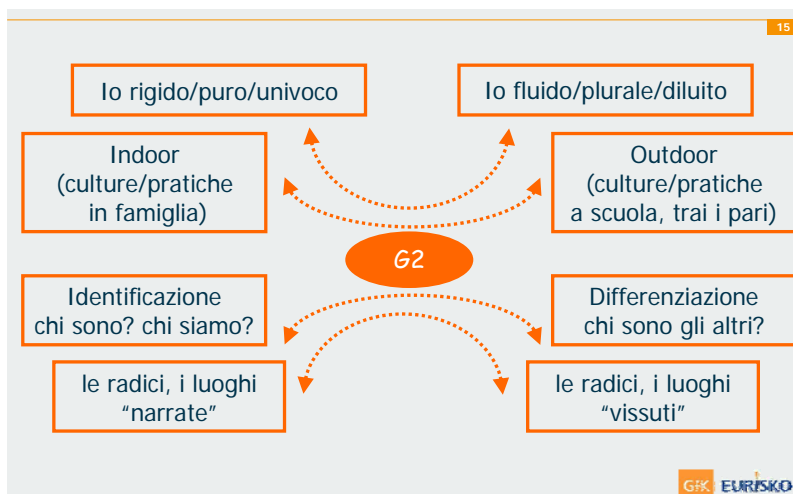 15
Io rigido/puro/univoco
Io fluido/plurale/diluito
Indoor
(culture/pratiche
in famiglia)
Outdoor
(culture/pratiche
a scuola, trai i pari)
G2
Identificazione
chi sono? chi siamo?
Differenziazione
chi sono gli altri?
le radici, i luoghi
“narrate”
le radici, i luoghi
“vissuti”
GfK EURISKO